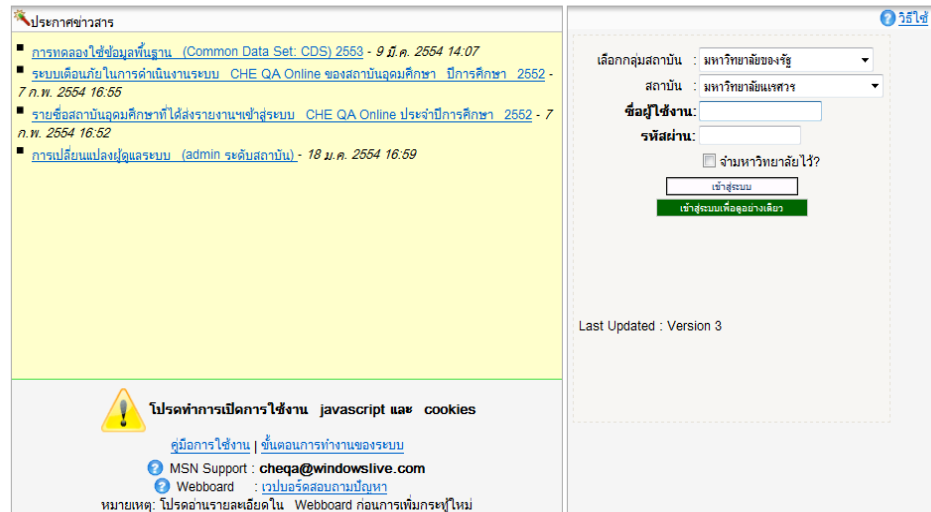 ประกาศข่าวสาร
การทดลองใช้ข้อมูลพื้นฐาน (Common Data Set: CDS) 2553 - 9 มี.ค. 2554 14:07
ระบบเตือนภัยในการดำเนินงานระบบ CHE QA Online ของสถาบันอุดมศึกษา ปีการศึกษา 2552 -
7 ก.พ. 2554 16:55
รายชื่อสถาบันอุดมศึกษาที่ได้ส่งรายงานฯเข้าสู่ระบบ CHE QA Online ประจำปีการศึกษา 2552 - 7
ก.พ. 2554 16:52
การเปลี่ยนแปลงผู้ดูแลระบบ (admin ระดับสถาบัน) - 18 ม.ค. 2554 16:59
โปรดทำการเปิดการใช้งาน javascript และ cookies
คู่มือการใช้งาน | ขั้นตอนการทำงานของระบบ
MSN Support : cheqa@windowslive.com
Webboard : เวปบอร์ดสอบถามปัญหา
หมายเหตุ: โปรดอ่านรายละเอียดใน Webboard ก่อนการเพิ่มกระทู้ใหม่
วิธีใช้
เลือกกลุ่มสถาบัน : มหาวิทยาลัยของรัฐ
สถาบัน : มหาวิทยาลัยนเรศวร
ชื่อผู้ใช้งาน:
รหัสผ่าน:
จำมหาวิทยาลัยไว้?
เข้าสู่ระบบ
เข้าสู่ระบบเพื่อดูอย่างเดียว
Last Updated : Version 3